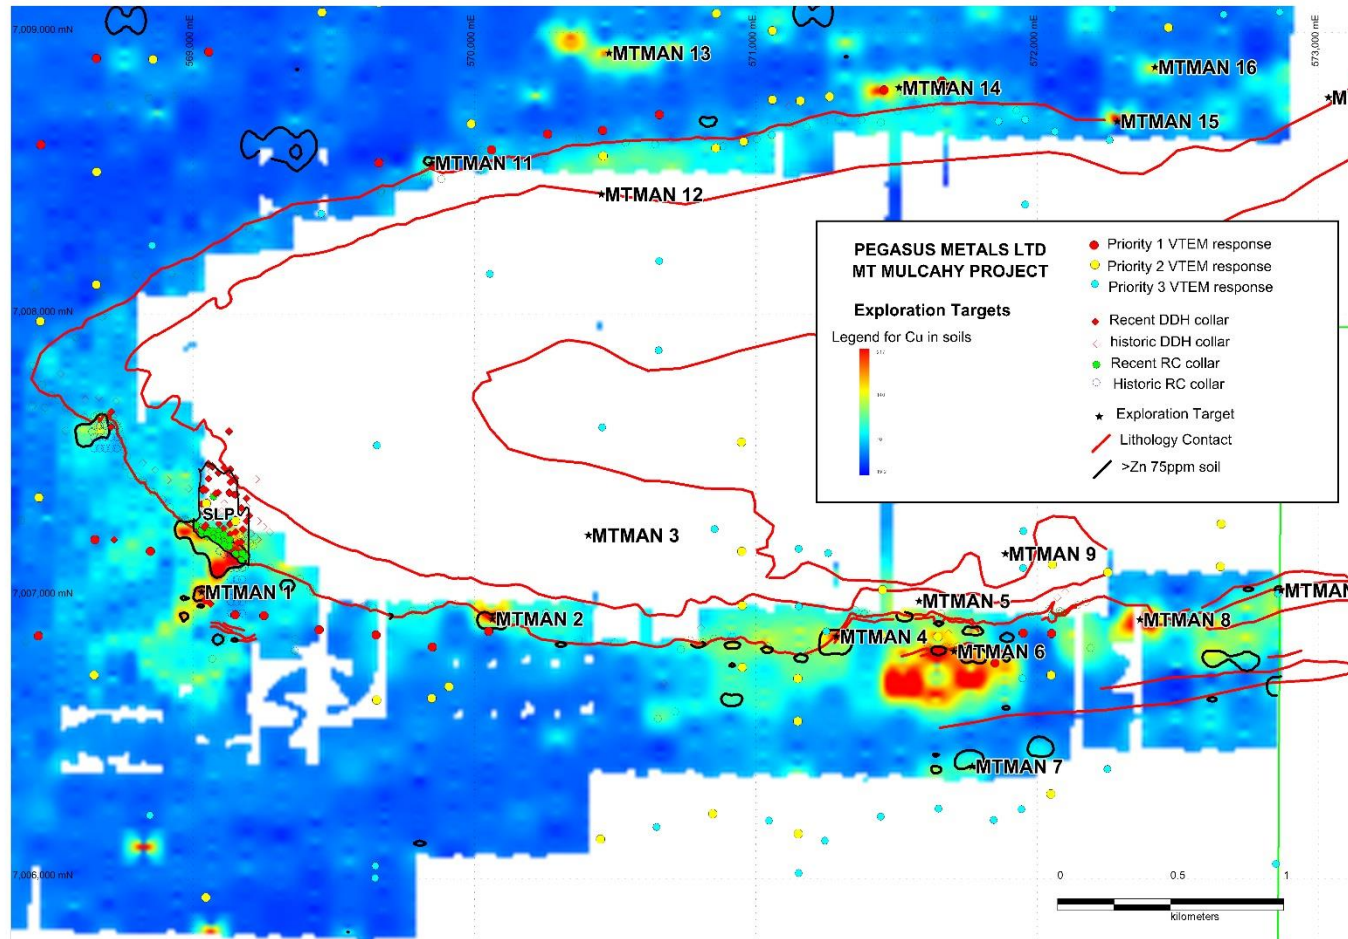 7,009,000 mN
569,000 mE
570,000 mE
571,000 mE
572,000 mE
573,000 mE
MTMAN 13
MTMAN 16
MTMAN 14
MTMAN 15
MTMAN 11
MTMAN 12
PEGASUS METALS LTD
MT MULCAHY PROJECT
Exploration Targets
Legend for Cu in soils
Priority 1 VTEM response
Priority 2 VTEM response
Priority 3 VTEM response
Recent DDH collar
historic DDH collar
Recent RC collar
Historic RC collar
Exploration Target
Lithology Contact
>Zn 75ppm soil
7,008,000 mN
SLP
MTMAN 3
MTMAN 9
7,007,000 mN
MTMAN 1
MTMAN 2
MTMAN 5
MTMAN
MTMAN 8
MTMAN 4
MTMAN 6
MTMAN 7
7,006,000 mN
0 0.5 1
kilometers